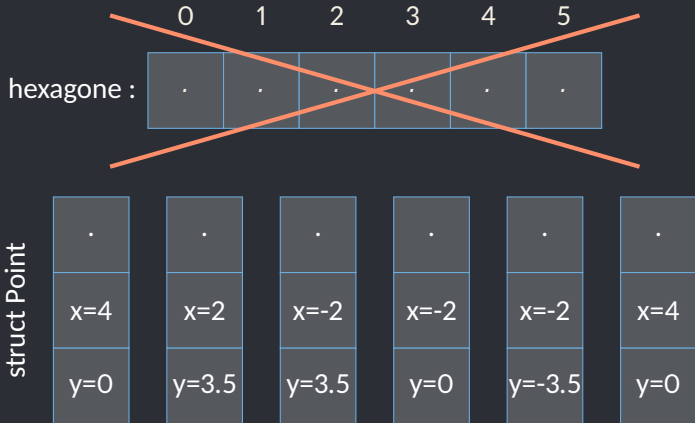 0 1 2 3 4 5
hexagone : . . . . . .
struct Point
. . . . . .
x=4 x=2 x=-2 x=-2 x=-2 x=4
y=0 y=3.5 y=3.5 y=0 y=-3.5 y=0